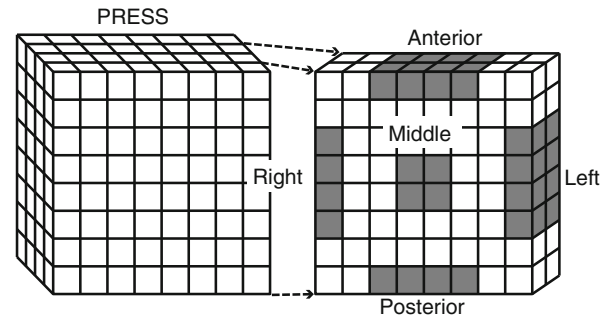 PRESS
Anterior
Middle
Right
Left
Posterior